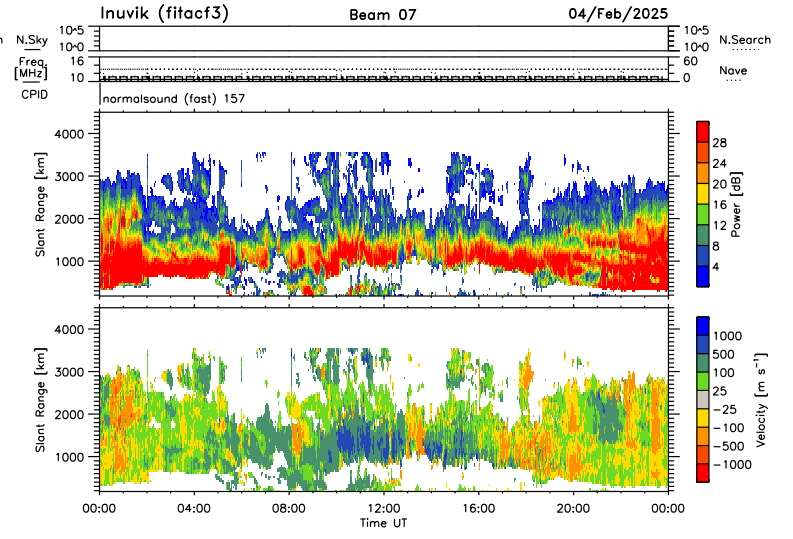 Inuvik (fitacf3) Beam 07 04/Feb/2025
n N.Sky 10^5 10^5 N.Search
10^0 10^0
Freq. 16 60 Nave
[MHz] 10 0
CPID normalsound (fast) 157
Slant Range [km]
4000
3000
2000
1000
28
24
20
16
12
8
4
Power [dB]
Slant Range [km]
4000
3000
2000
1000
1000
500
100
25
-25
-100
-500
-1000
Velocity [m s⁻¹]
00:00 04:00 08:00 12:00 16:00 20:00 00:00
Time UT